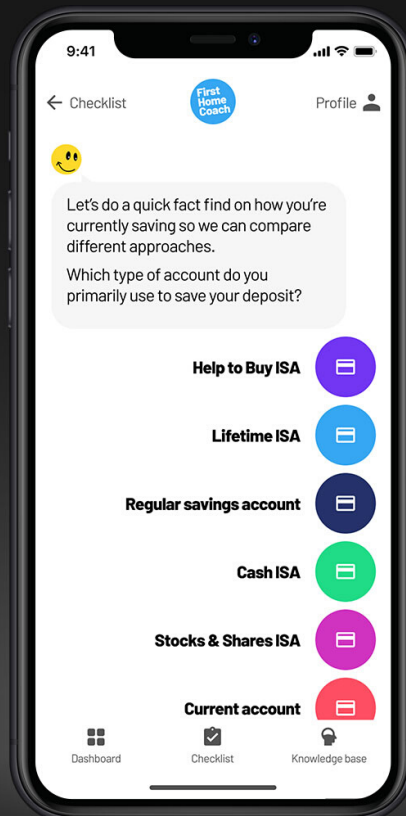 9:41
Checklist
First
Home
Coach
Profile
Let's do a quick fact find on how you're
currently saving so we can compare
different approaches.
Which type of account do you
primarily use to save your deposit?
Help to Buy ISA
Lifetime ISA
Regular savings account
Cash ISA
Stocks & Shares ISA
Current account
Dashboard
Checklist
Knowledge base